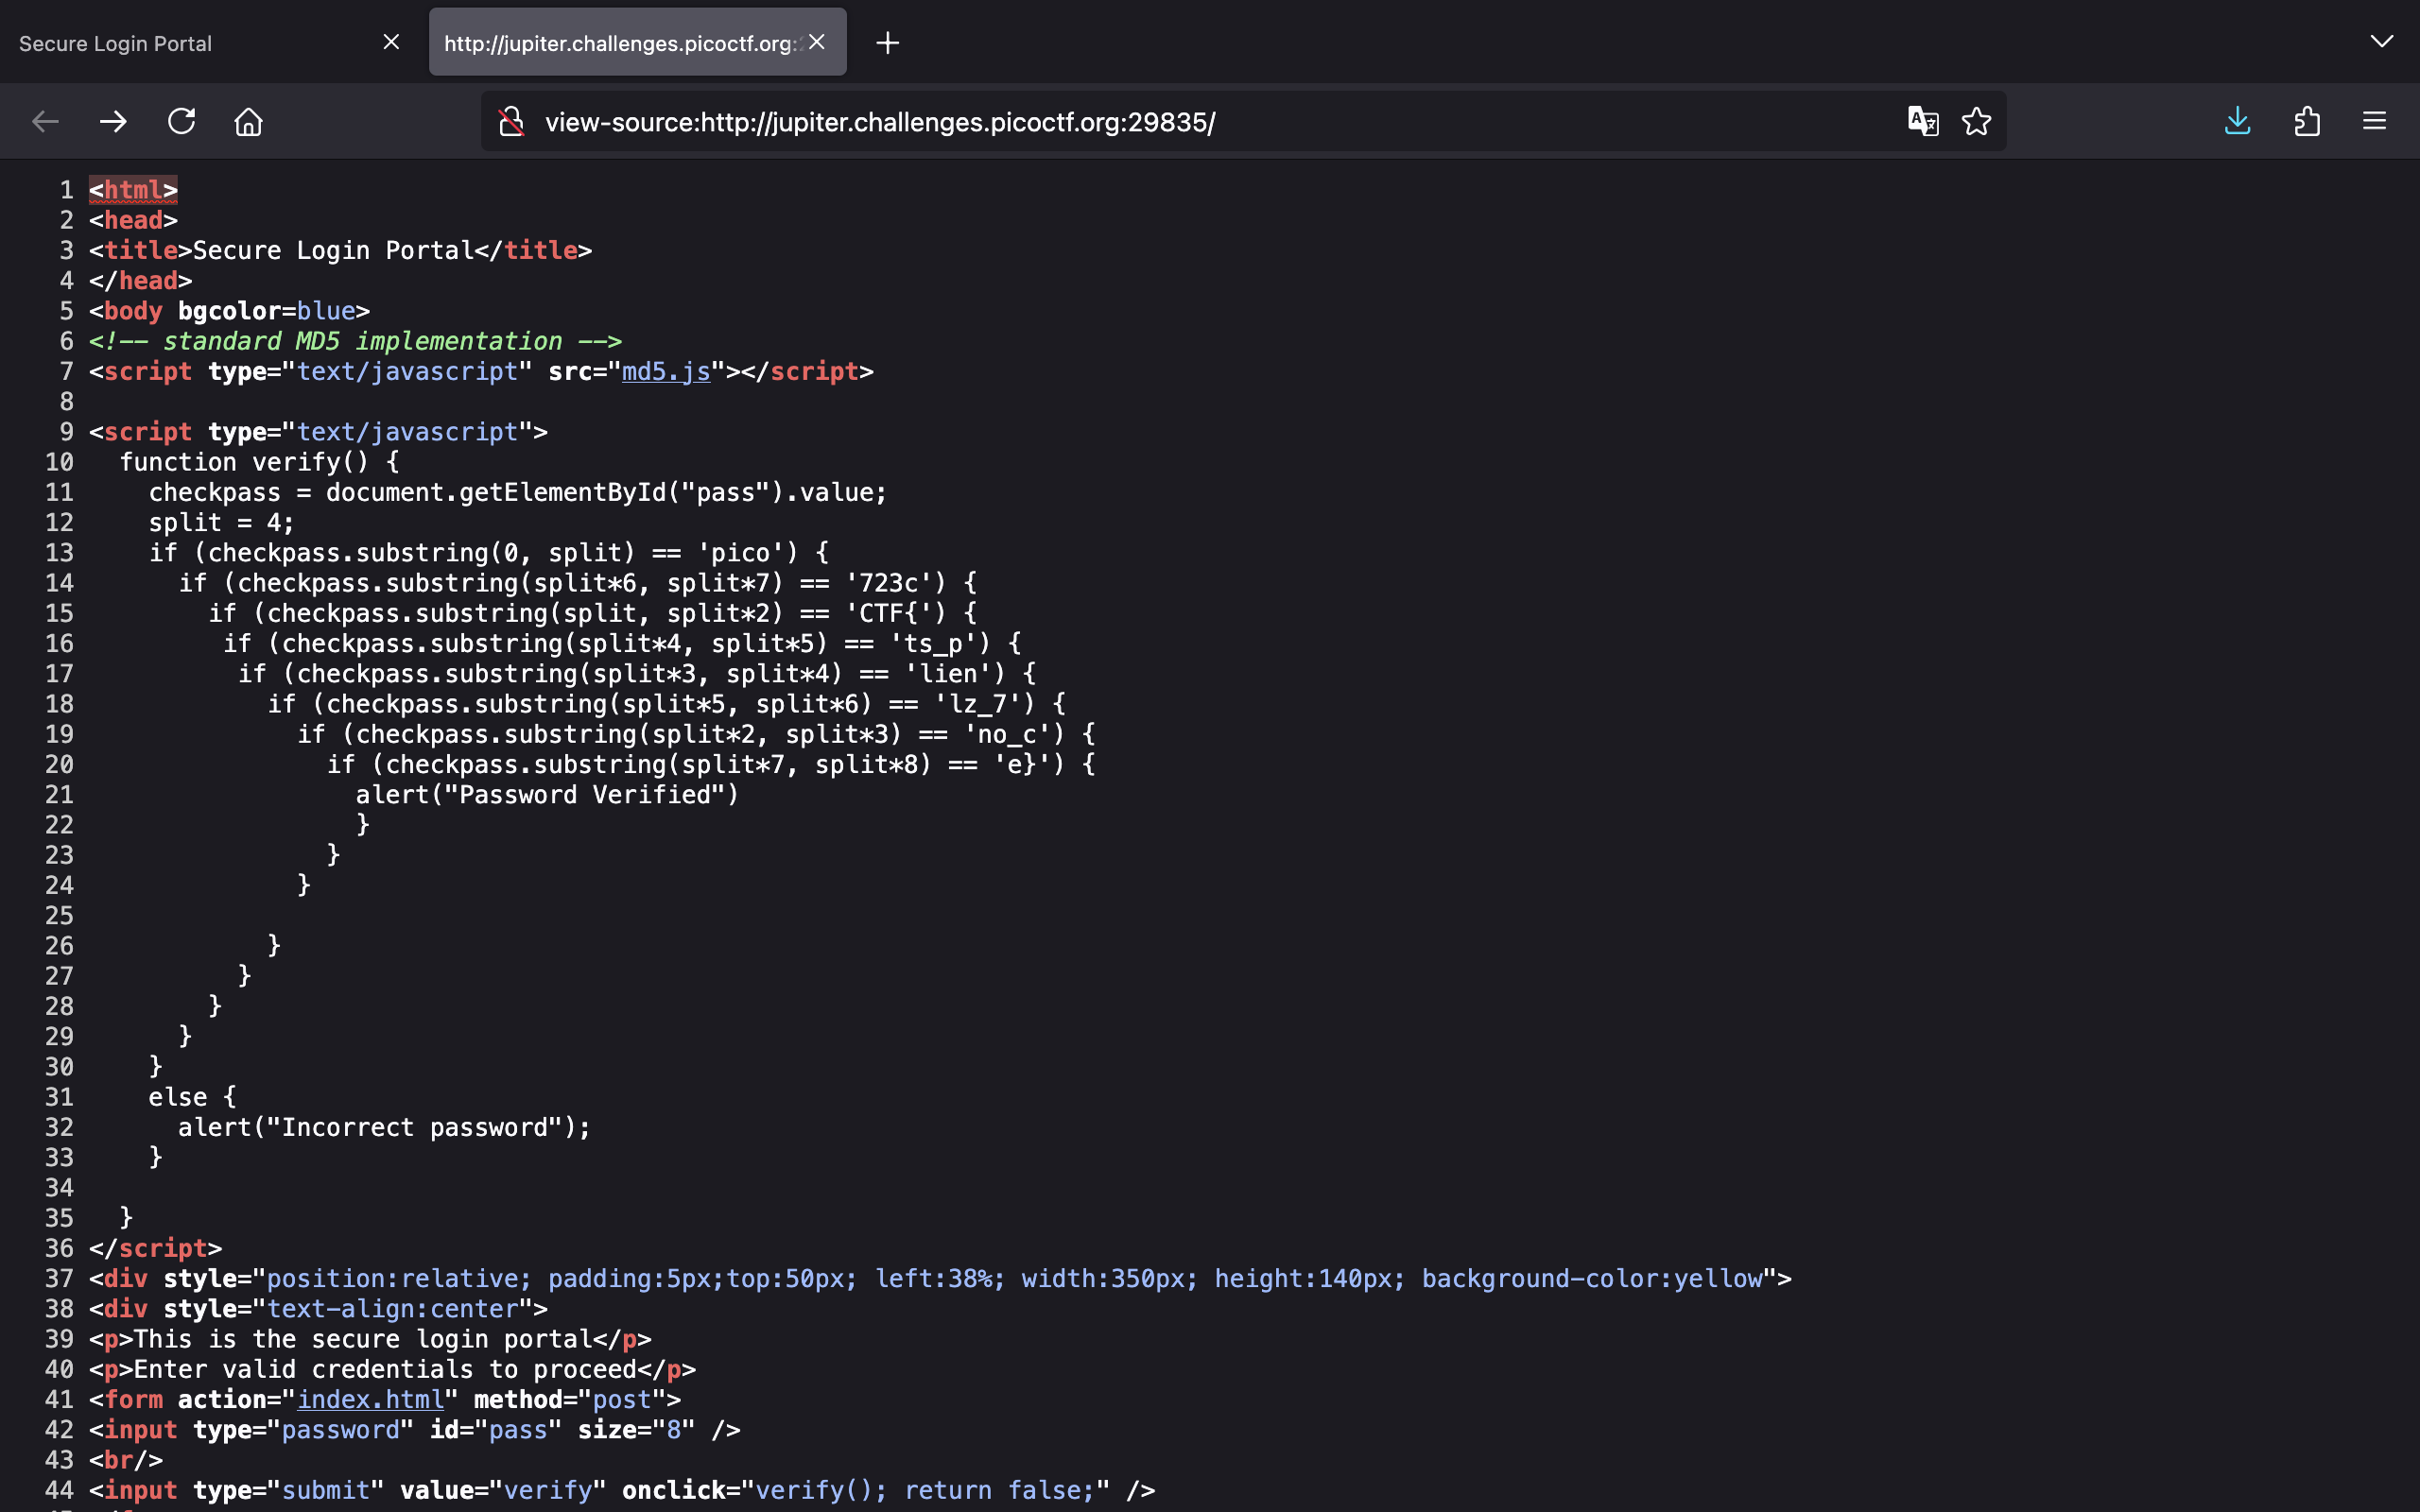 Secure Login Portal
http://jupiter.challenges.picoctf.org:
view-source:http://jupiter.challenges.picoctf.org:29835/
1 <html>
2 <head>
3 <title>Secure Login Portal</title>
4 </head>
5 <body bgcolor=blue>
6 <!-- standard MD5 implementation -->
7 <script type="text/javascript" src="md5.js"></script>
8
9 <script type="text/javascript">
10   function verify() {
11     checkpass = document.getElementById("pass").value;
12     split = 4;
13     if (checkpass.substring(0, split) == 'pico') {
14       if (checkpass.substring(split*6, split*7) == '723c') {
15         if (checkpass.substring(split, split*2) == 'CTF{') {
16          if (checkpass.substring(split*4, split*5) == 'ts_p') {
17           if (checkpass.substring(split*3, split*4) == 'lien') {
18             if (checkpass.substring(split*5, split*6) == 'lz_7') {
19               if (checkpass.substring(split*2, split*3) == 'no_c') {
20                 if (checkpass.substring(split*7, split*8) == 'e}') {
21                   alert("Password Verified")
22                   }
23                 }
24               }
25
26             }
27           }
28         }
29       }
30     }
31     else {
32       alert("Incorrect password");
33     }
34
35   }
36 </script>
37 <div style="position:relative; padding:5px;top:50px; left:38%; width:350px; height:140px; background-color:yellow">
38 <div style="text-align:center">
39 <p>This is the secure login portal</p>
40 <p>Enter valid credentials to proceed</p>
41 <form action="index.html" method="post">
42 <input type="password" id="pass" size="8" />
43 <br/>
44 <input type="submit" value="verify" onclick="verify(); return false;" />